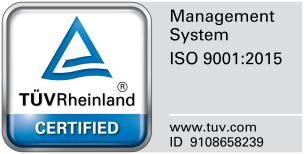 TÜVRheinland®
CERTIFIED
Management
System
ISO 9001:2015
www.tuv.com
ID 9108658239